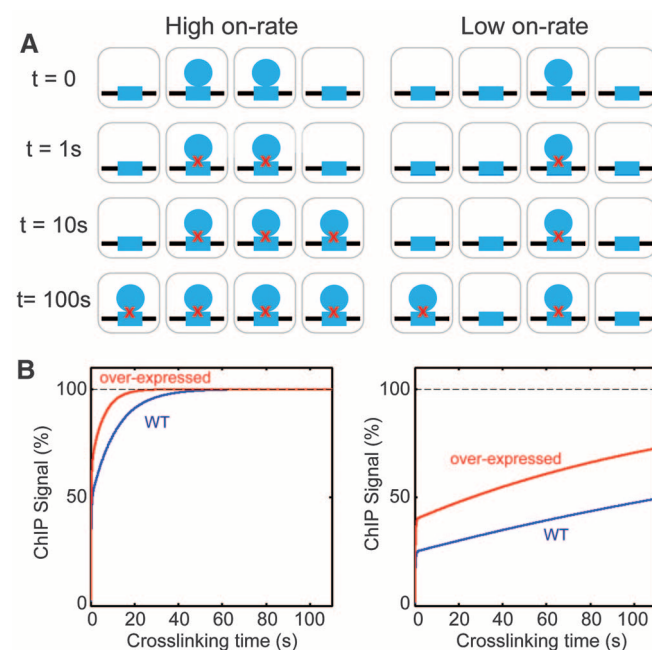 A
High on-rate
Low on-rate
t = 0
t = 1s
t = 10s
t= 100s
B
over-expressed
100
WT
50
0
ChIP Signal (%)
0 20 40 60 80 100
Crosslinking time (s)
100
over-expressed
50
WT
0
ChIP Signal (%)
0 20 40 60 80 100
Crosslinking time (s)